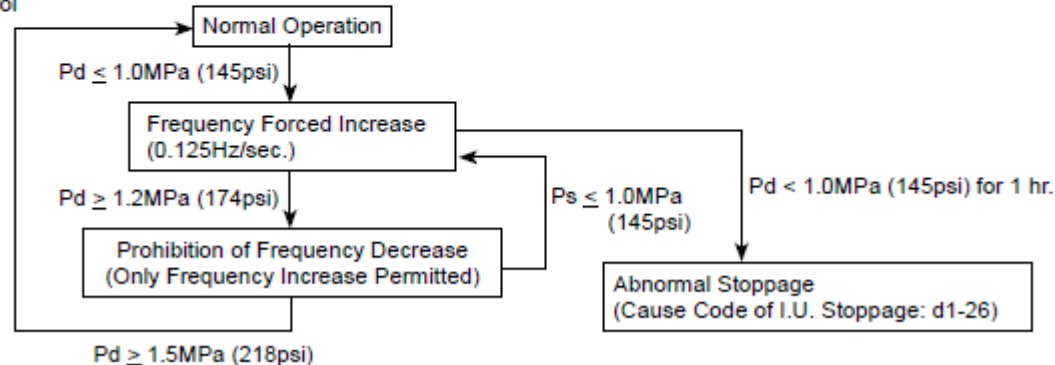 Normal Operation
Pd ≤ 1.0MPa (145psi)
Frequency Forced Increase
(0.125Hz/sec.)
Pd ≥ 1.2MPa (174psi)
Ps ≤ 1.0MPa
(145psi)
Pd < 1.0MPa (145psi) for 1 hr.
Prohibition of Frequency Decrease
(Only Frequency Increase Permitted)
Abnormal Stoppage
(Cause Code of I.U. Stoppage: d1-26)
Pd ≥ 1.5MPa (218psi)